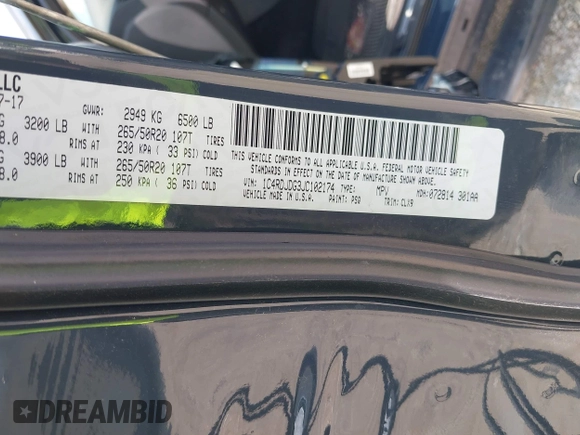 LLC
7-17
GVWR: 2949 KG 6500 LB
G 3200 LB WITH 265/50R20 107T TIRES
8.0 RIMS AT 230 KPA ( 33 PSI) COLD
G 3900 LB WITH 265/50R20 107T TIRES
8.0 RIMS AT 250 KPA ( 36 PSI) COLD
THIS VEHICLE CONFORMS TO ALL APPLICABLE U.S.A. FEDERAL MOTOR VEHICLE SAFETY
STANDARDS IN EFFECT ON THE DATE OF MANUFACTURE SHOWN ABOVE.
VIN: 1C4RDJDG3JC102174 TYPE: MPV MDH: 072814 301AA
VEHICLE MADE IN U.S.A. PAINT: PSR TRIM: CLX9
DREAMBID